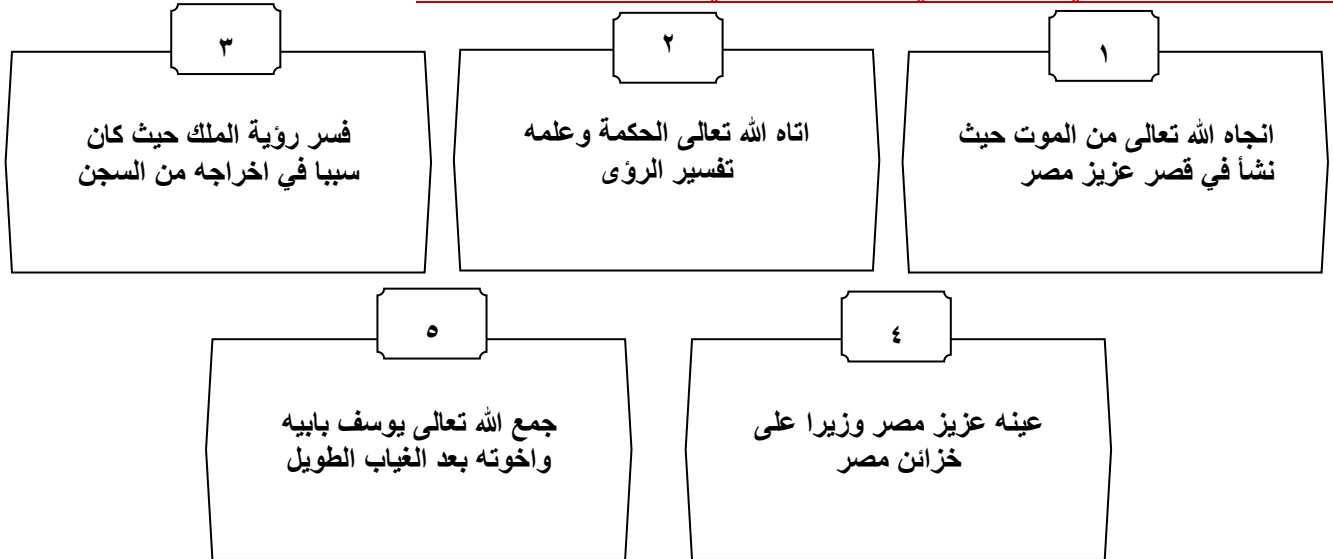 ١
انجاه الله تعالى من الموت حيث
نشأ في قصر عزيز مصر
٢
اتاه الله تعالى الحكمة وعلمه
تفسير الرؤى
٣
فسر رؤية الملك حيث كان
سببا في اخراجه من السجن
٤
عينه عزيز مصر وزيرا على
خزائن مصر
٥
جمع الله تعالى يوسف بابيه
واخوته بعد الغياب الطويل